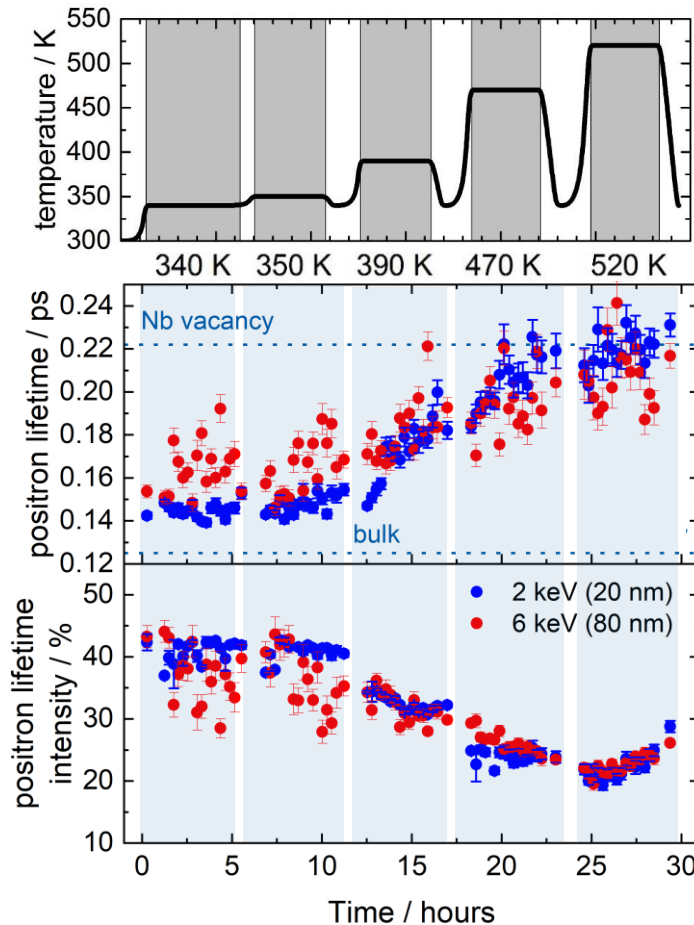 550
500
450
400
350
300
temperature / K
340 K 350 K 390 K 470 K 520 K
0.24
0.22
0.20
0.18
0.16
0.14
0.12
positron lifetime / ps
Nb vacancy
bulk
50
40
30
20
10
positron lifetime
intensity / %
2 keV (20 nm)
6 keV (80 nm)
0 5 10 15 20 25 30
Time / hours